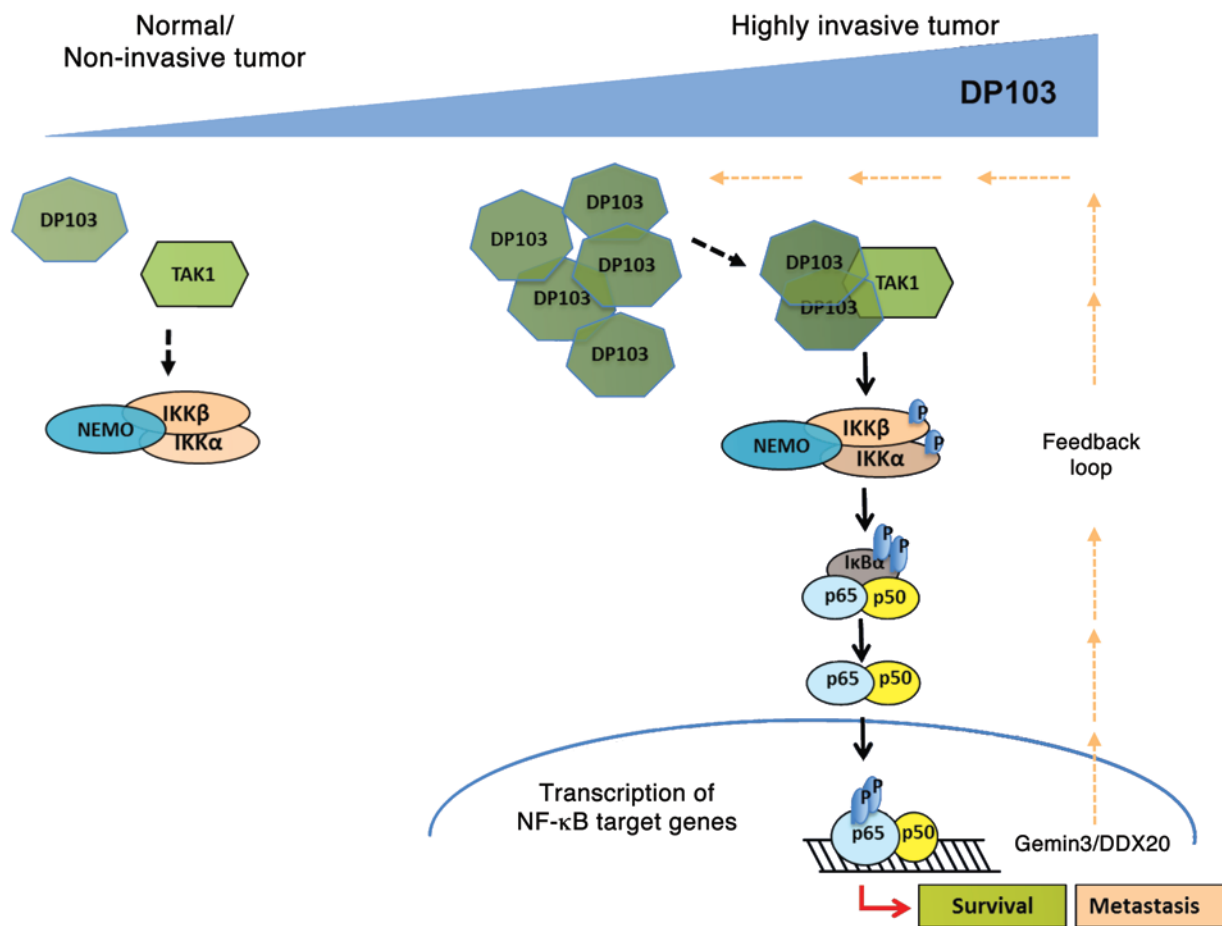 Normal/
Non-invasive tumor
Highly invasive tumor
DP103
DP103
TAK1
NEMO
IKKβ
IKKα
DP103
DP103
DP103
DP103
DP103
DP103
DP103
TAK1
NEMO
IKKβ
IKKα
P
P
Feedback
loop
P
P
IκBα
p65
p50
p65
p50
Transcription of
NF-κB target genes
P
P
p65
p50
Gemin3/DDX20
Survival
Metastasis